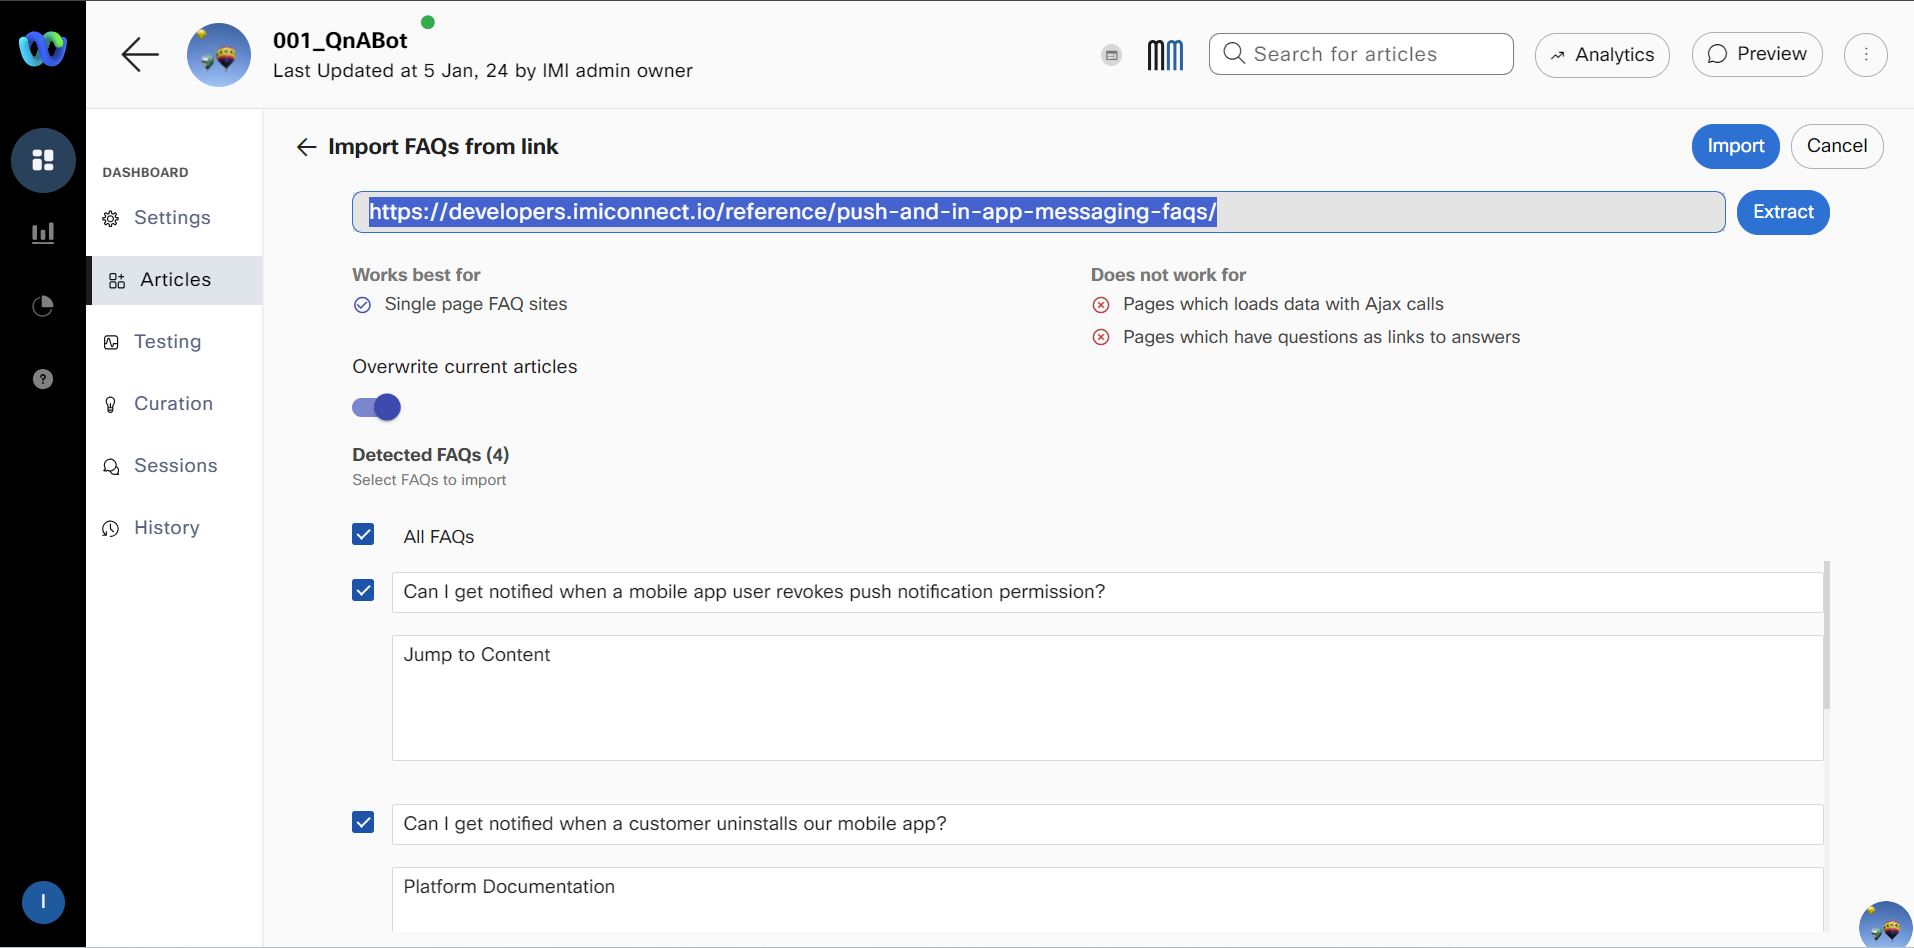 001_QnABot
Last Updated at 5 Jan, 24 by IMI admin owner
Search for articles
Analytics
Preview
DASHBOARD
Settings
Articles
Testing
Curation
Sessions
History
Import FAQs from link
Import
Cancel
https://developers.imiconnect.io/reference/push-and-in-app-messaging-faqs/
Extract
Works best for
Single page FAQ sites
Does not work for
Pages which loads data with Ajax calls
Pages which have questions as links to answers
Overwrite current articles
Detected FAQs (4)
Select FAQs to import
All FAQs
Can I get notified when a mobile app user revokes push notification permission?
Jump to Content
Can I get notified when a customer uninstalls our mobile app?
Platform Documentation
?
I